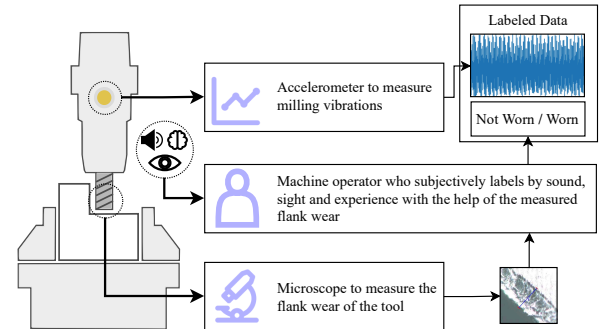 Labeled Data
Not Worn / Worn
Accelerometer to measure
milling vibrations
Machine operator who subjectively labels by sound,
sight and experience with the help of the measured
flank wear
Microscope to measure the
flank wear of the tool